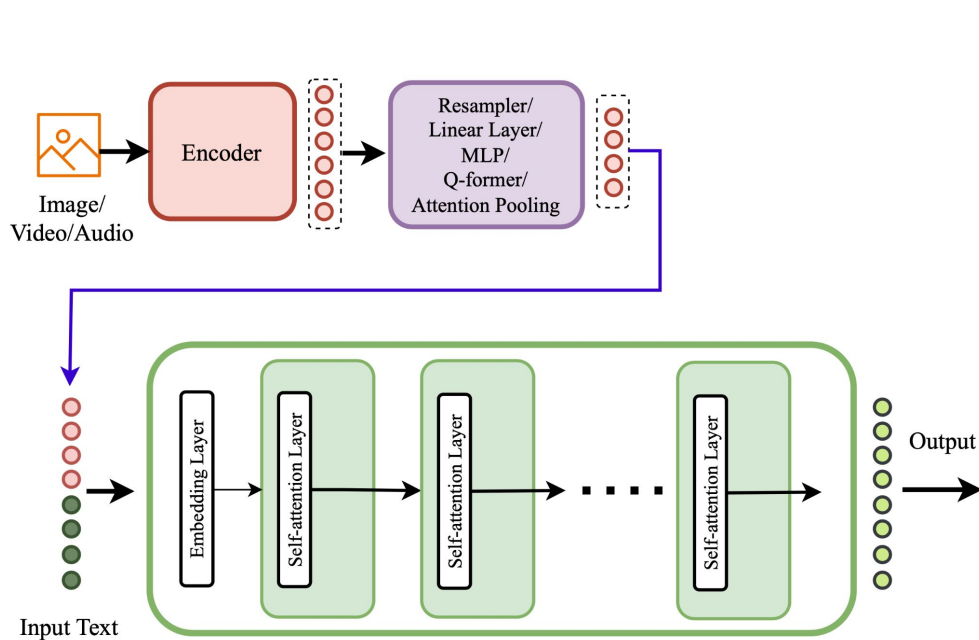 Image/
Video/Audio
Encoder
Resampler/
Linear Layer/
MLP/
Q-former/
Attention Pooling
Input Text
Embedding Layer
Self-attention Layer
Self-attention Layer
Self-attention Layer
Output